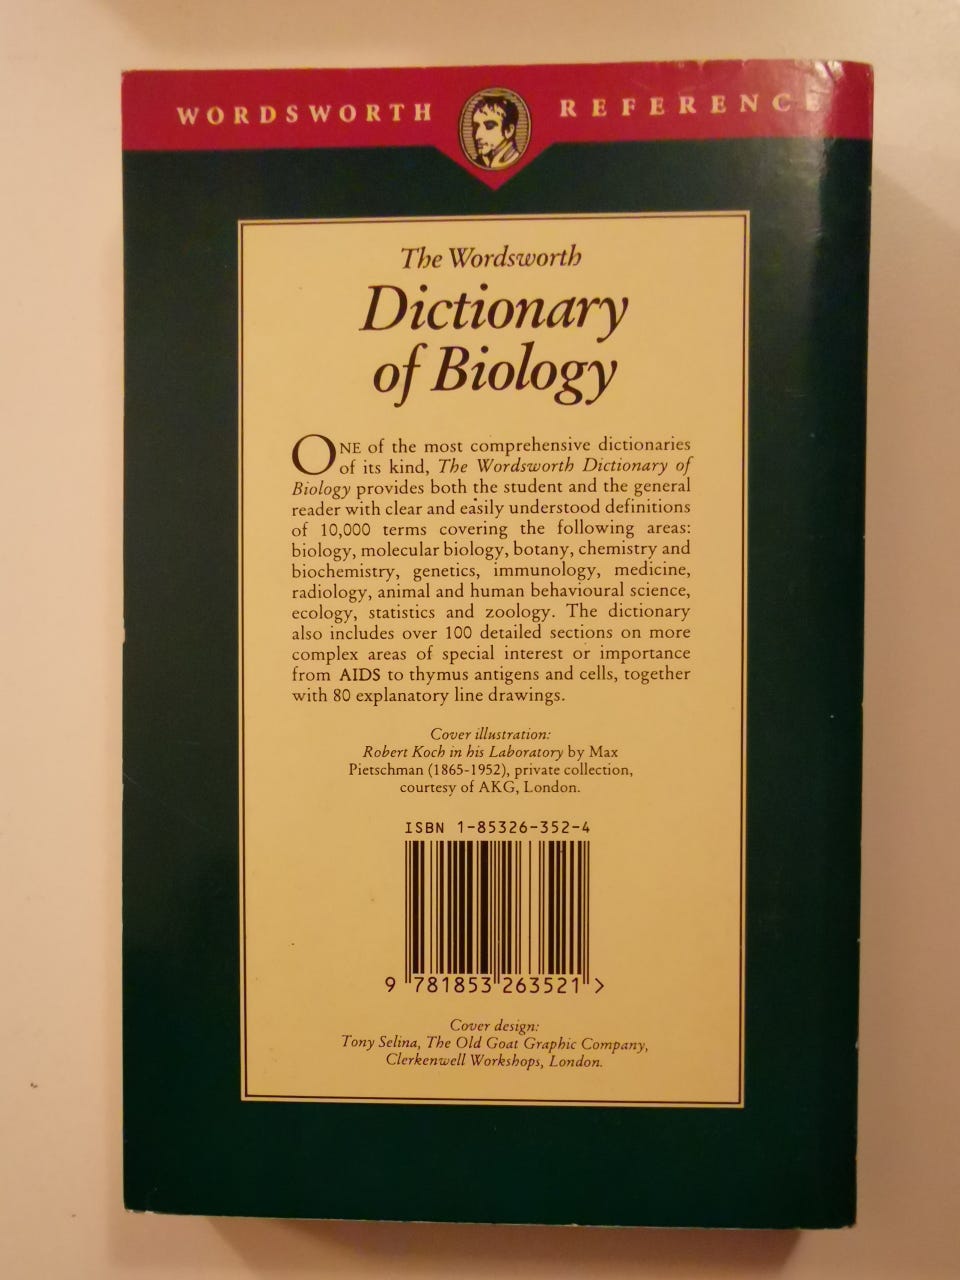 WORDSWORTH REFERENCE
The Wordsworth
Dictionary
of Biology
ONE of the most comprehensive dictionaries
of its kind, The Wordsworth Dictionary of
Biology provides both the student and the general
reader with clear and easily understood definitions
of 10,000 terms covering the following areas:
biology, molecular biology, botany, chemistry and
biochemistry, genetics, immunology, medicine,
radiology, animal and human behavioural science,
ecology, statistics and zoology. The dictionary
also includes over 100 detailed sections on more
complex areas of special interest or importance
from AIDS to thymus antigens and cells, together
with 80 explanatory line drawings.
Cover illustration:
Robert Koch in his Laboratory by Max
Pietschman (1865-1952), private collection,
courtesy of AKG, London.
ISBN 1-85326-352-4
9 781853 263521 >
Cover design:
Tony Selina, The Old Goat Graphic Company,
Clerkenwell Workshops, London.